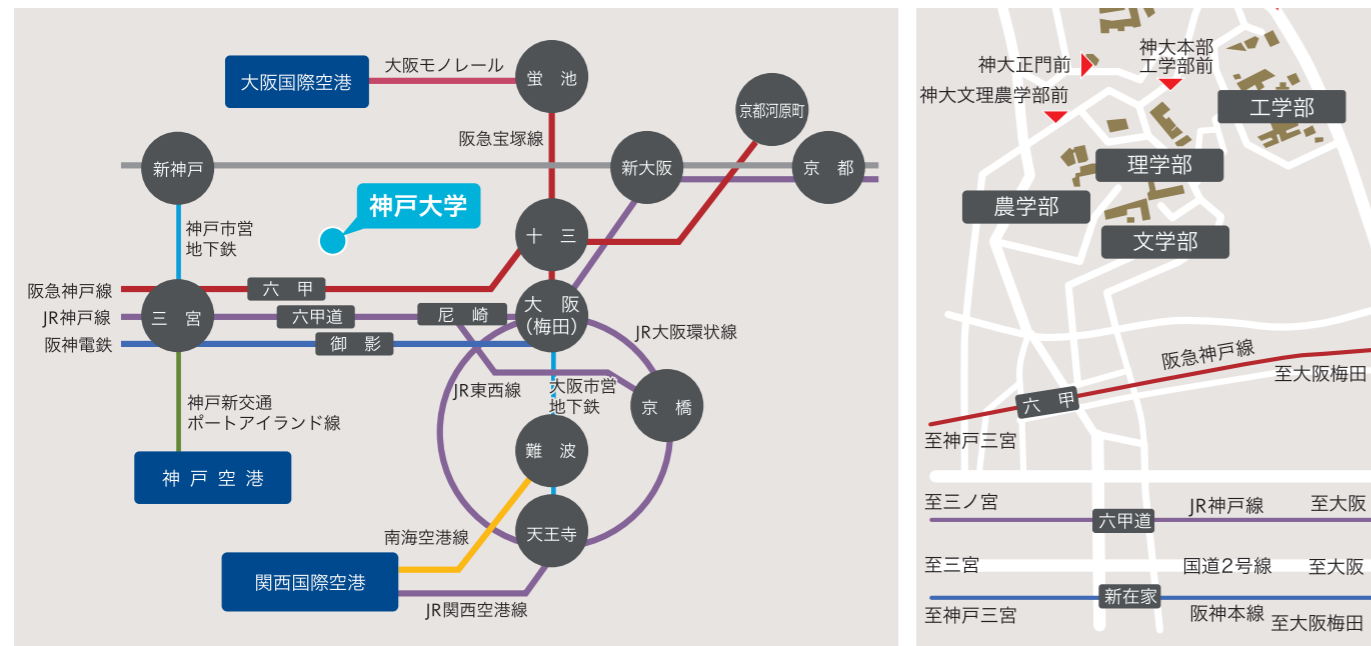 大阪国際空港
大阪モノレール
蛍 池
京都河原町
阪急宝塚線
新神戸
新大阪
京 都
神戸大学
神戸市営
地下鉄
十 三
阪急神戸線
六 甲
JR神戸線
三 宮
六甲道
尼 崎
大 阪
(梅田)
阪神電鉄
御 影
JR大阪環状線
JR東西線
大阪市営
地下鉄
京 橋
神戸新交通
ポートアイランド線
難 波
神 戸 空 港
南海空港線
天王寺
関西国際空港
JR関西空港線
神大正門前
神大本部
工学部前
神大文理農学部前
工学部
理学部
農学部
文学部
阪急神戸線
至大阪梅田
六 甲
至神戸三宮
至三ノ宮
六甲道
JR神戸線
至大阪
至三宮
国道2号線
至大阪
新在家
至神戸三宮
阪神本線
至大阪梅田